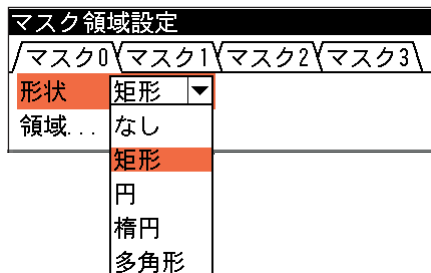 マスク領域設定
マスク0 マスク1 マスク2 マスク3
形状 矩形
領域...
なし
矩形
円
楕円
多角形